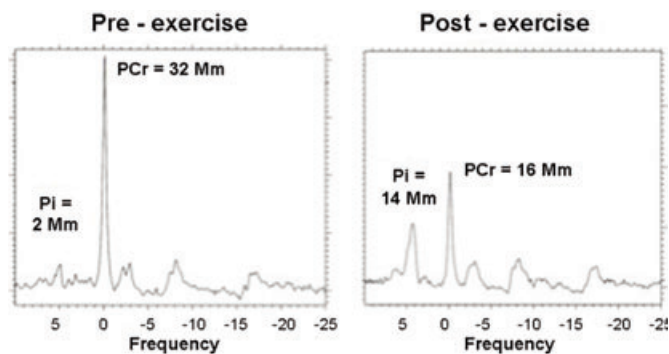 Pre - exercise
PCr = 32 Mm
Pi =
2 Mm
5 0 -5 -10 -15 -20 -25
Frequency
Post - exercise
PCr = 16 Mm
Pi =
14 Mm
5 0 -5 -10 -15 -20 -25
Frequency